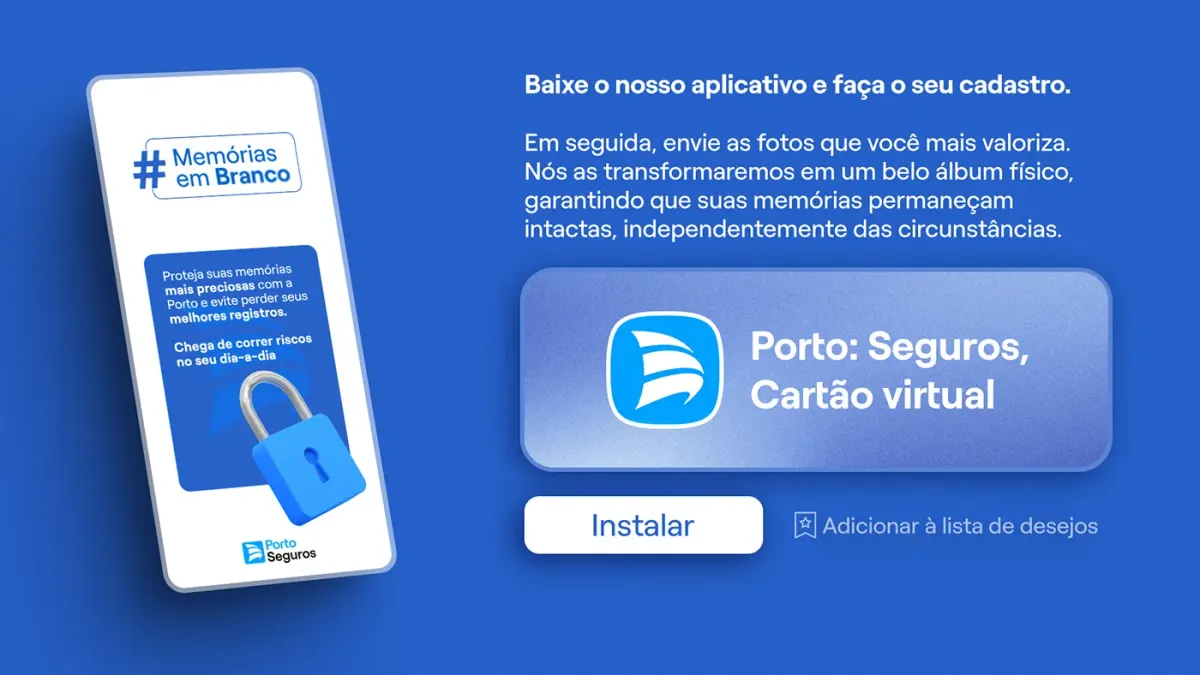 # Memórias
em Branco
Proteja suas memórias
mais preciosas com a
Porto e evite perder seus
melhores registros.
Chega de correr riscos
no seu dia-a-dia
Porto
Seguros
Baixe o nosso aplicativo e faça o seu cadastro.
Em seguida, envie as fotos que você mais valoriza.
Nós as transformaremos em um belo álbum físico,
garantindo que suas memórias permaneçam
intactas, independentemente das circunstâncias.
Porto: Seguros,
Cartão virtual
Instalar
Adicionar à lista de desejos